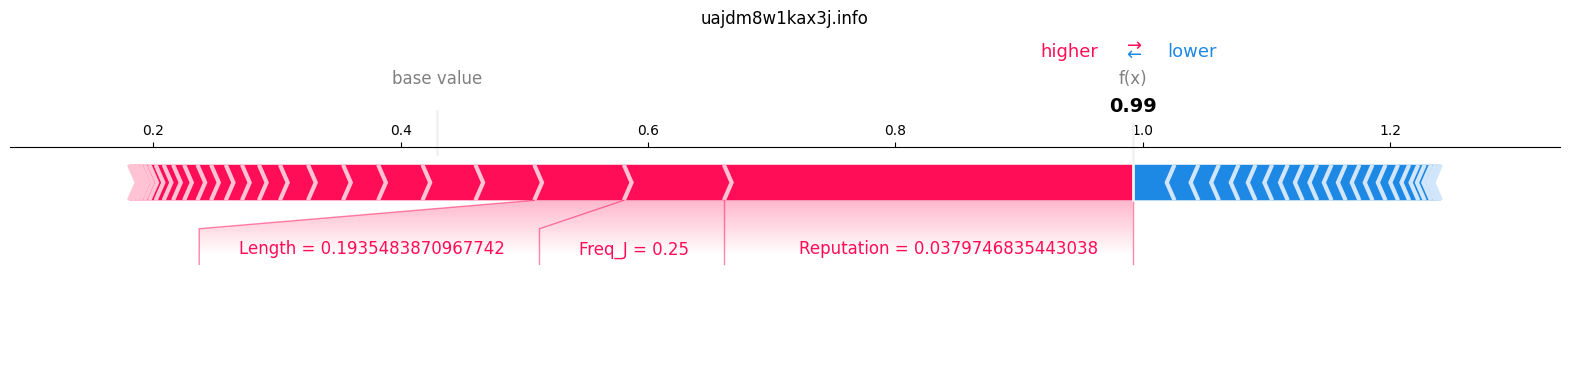 uajdm8w1kax3j.info
higher ⇄ lower
base value f(x)
0.99
0.2 0.4 0.6 0.8 1.0 1.2
Length = 0.1935483870967742 Freq_J = 0.25 Reputation = 0.0379746835443038